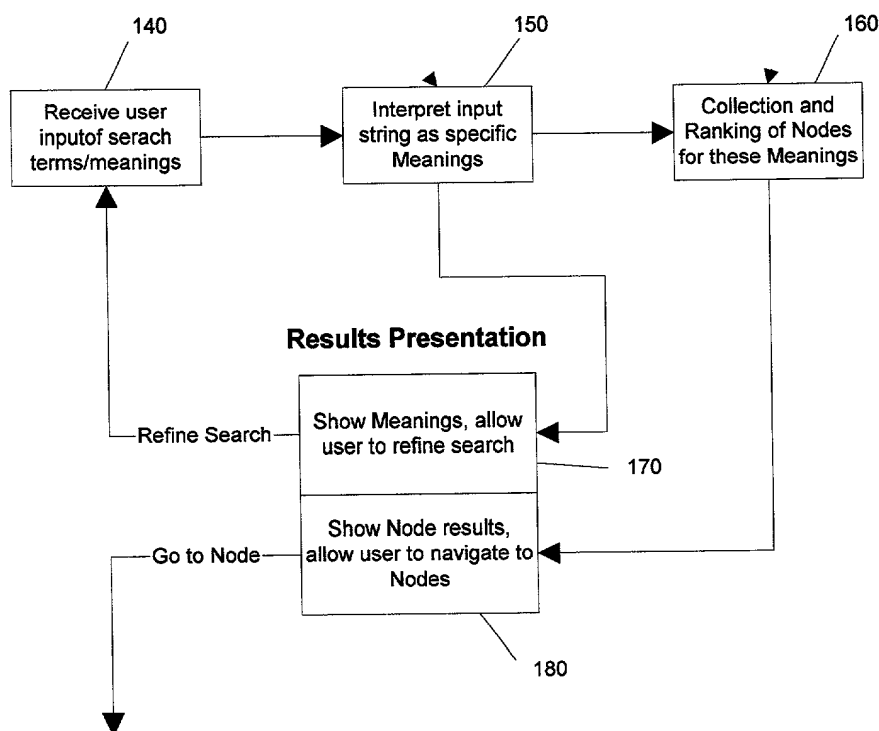 140
150
160
Receive user
inputof serach
terms/meanings
Interpret input
string as specific
Meanings
Collection and
Ranking of Nodes
for these Meanings
Results Presentation
Refine Search
Show Meanings, allow
user to refine search
170
Go to Node
Show Node results,
allow user to navigate to
Nodes
180